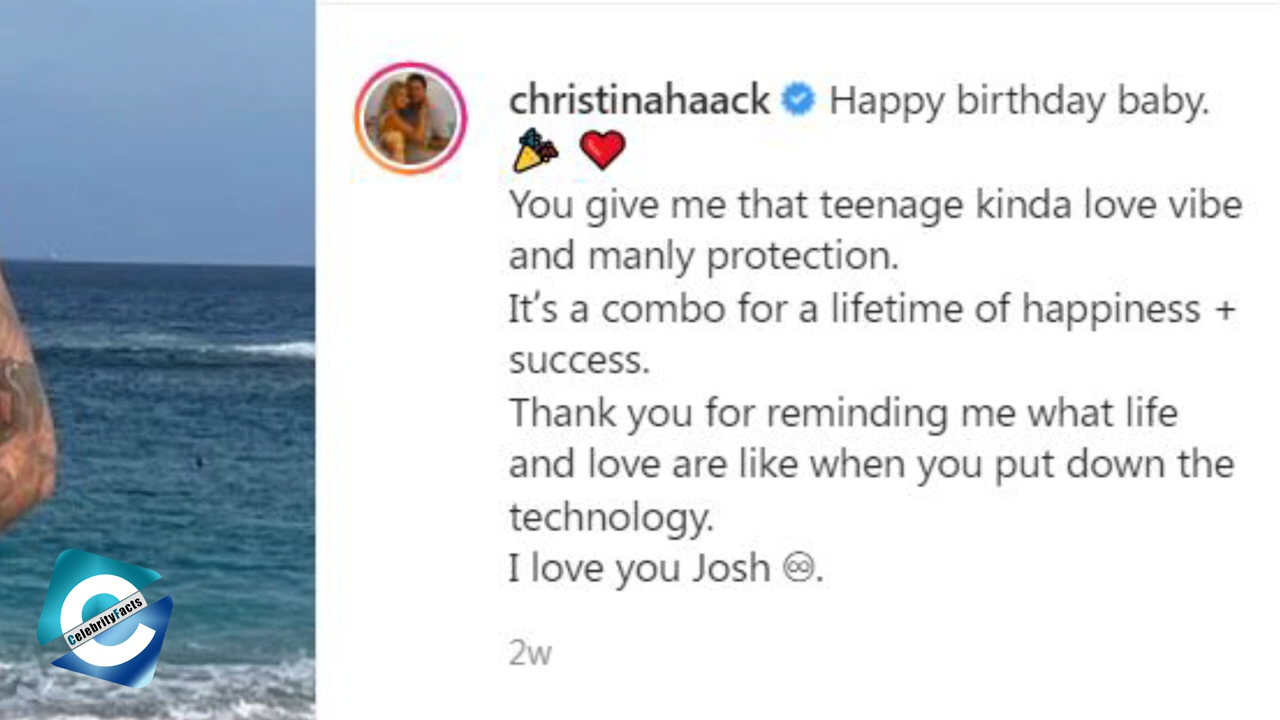 christinahaack Happy birthday baby.
🎉 ❤️
You give me that teenage kinda love vibe
and manly protection.
It's a combo for a lifetime of happiness +
success.
Thank you for reminding me what life
and love are like when you put down the
technology.
I love you Josh ♾.
2w
CelebrityFacts